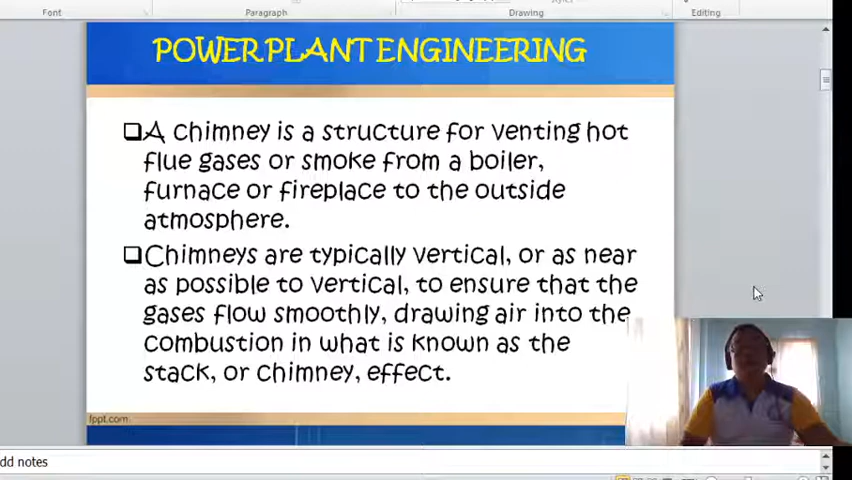 Font Paragraph Drawing Editing
POWER PLANT ENGINEERING
A Chimney is a structure for venting hot
flue gases or smoke from a boiler,
furnace or fireplace to the outside
atmosphere.
Chimneys are typically vertical, or as near
as possible to vertical, to ensure that the
gases flow smoothly, drawing air into the
combustion in what is known as the
stack, or chimney, effect.
fppt.com
dd notes